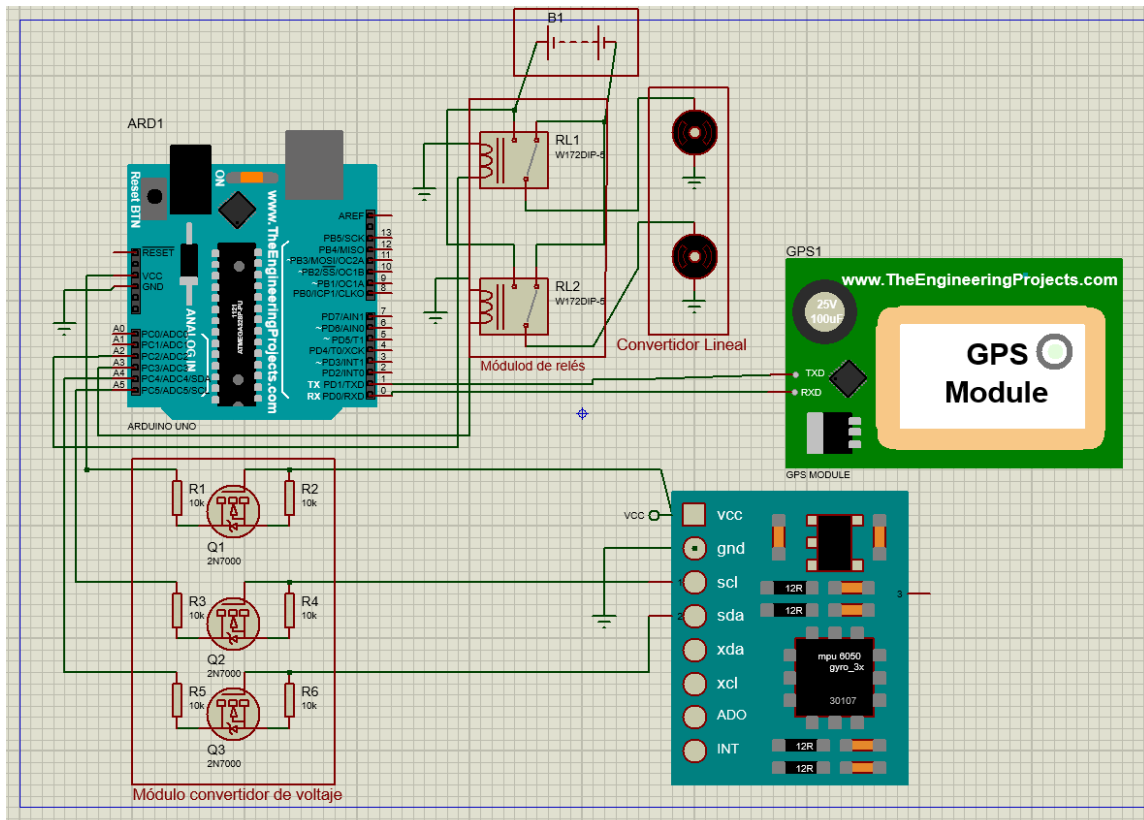 B1
ARD1
Reset BTN
ON
www.TheEngineeringProjects.com
RESET
VCC
GND
ANALOG IN
ATMEGA328P-PU
1121
A0
A1
A2
A3
A4
A5
PC0/ADC0
PC1/ADC1
PC2/ADC2
PC3/ADC3
PC4/ADC4/SDA
PC5/ADC5/SCL
AREF
PB5/SCK
PB4/MISO
~PB3/MOSI/OC2A
~PB2/SS/OC1B
~PB1/OC1A
PB0/ICP1/CLKO
13
12
11
10
9
8
PD7/AIN1
~PD6/AIN0
~PD5/T1
PD4/T0/XCK
~PD3/INT1
PD2/INT0
TX PD1/TXD
RX PD0/RXD
7
6
5
4
3
2
1
0
ARDUINO UNO
RL1
W172DIP-5
RL2
W172DIP-5
Módulod de relés
Convertidor Lineal
GPS1
www.TheEngineeringProjects.com
25V
100uF
TXD
RXD
GPS
Module
GPS MODULE
R1
10k
R2
10k
Q1
2N7000
R3
10k
R4
10k
Q2
2N7000
R5
10k
R6
10k
Q3
2N7000
Módulo convertidor de voltaje
VCC
vcc
gnd
1
scl
2
sda
xda
xcl
ADO
INT
12R
12R
3
mpu 6050
gyro_3x
30107
12R
12R